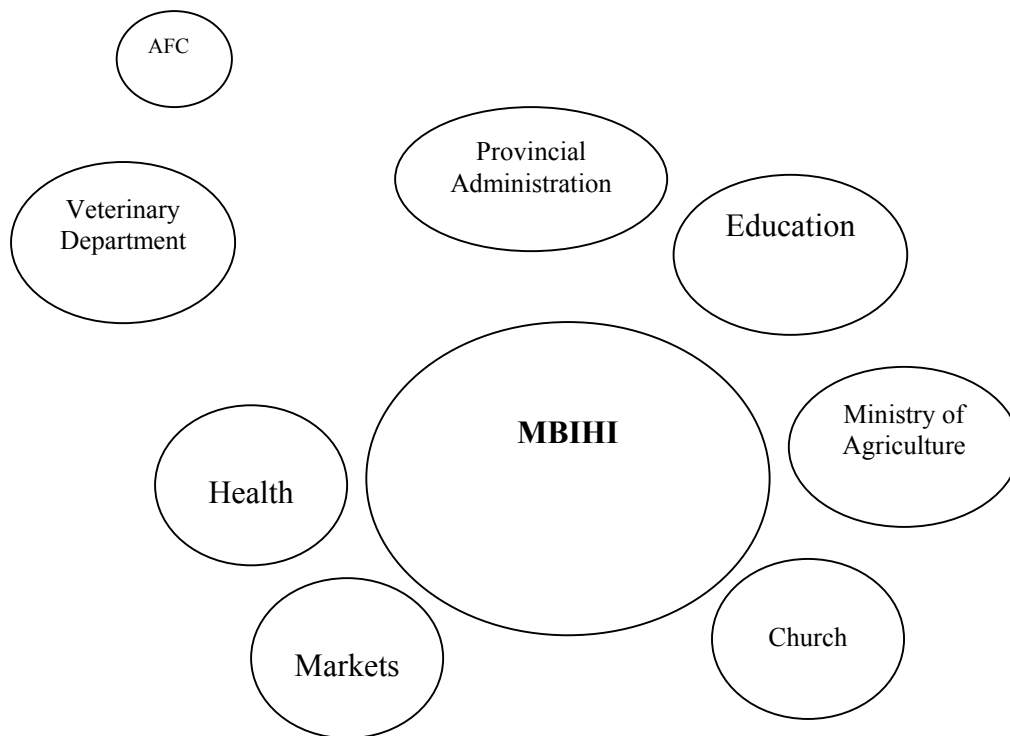 AFC
Provincial
Administration
Veterinary
Department
Education
MBIHI
Ministry of
Agriculture
Health
Church
Markets